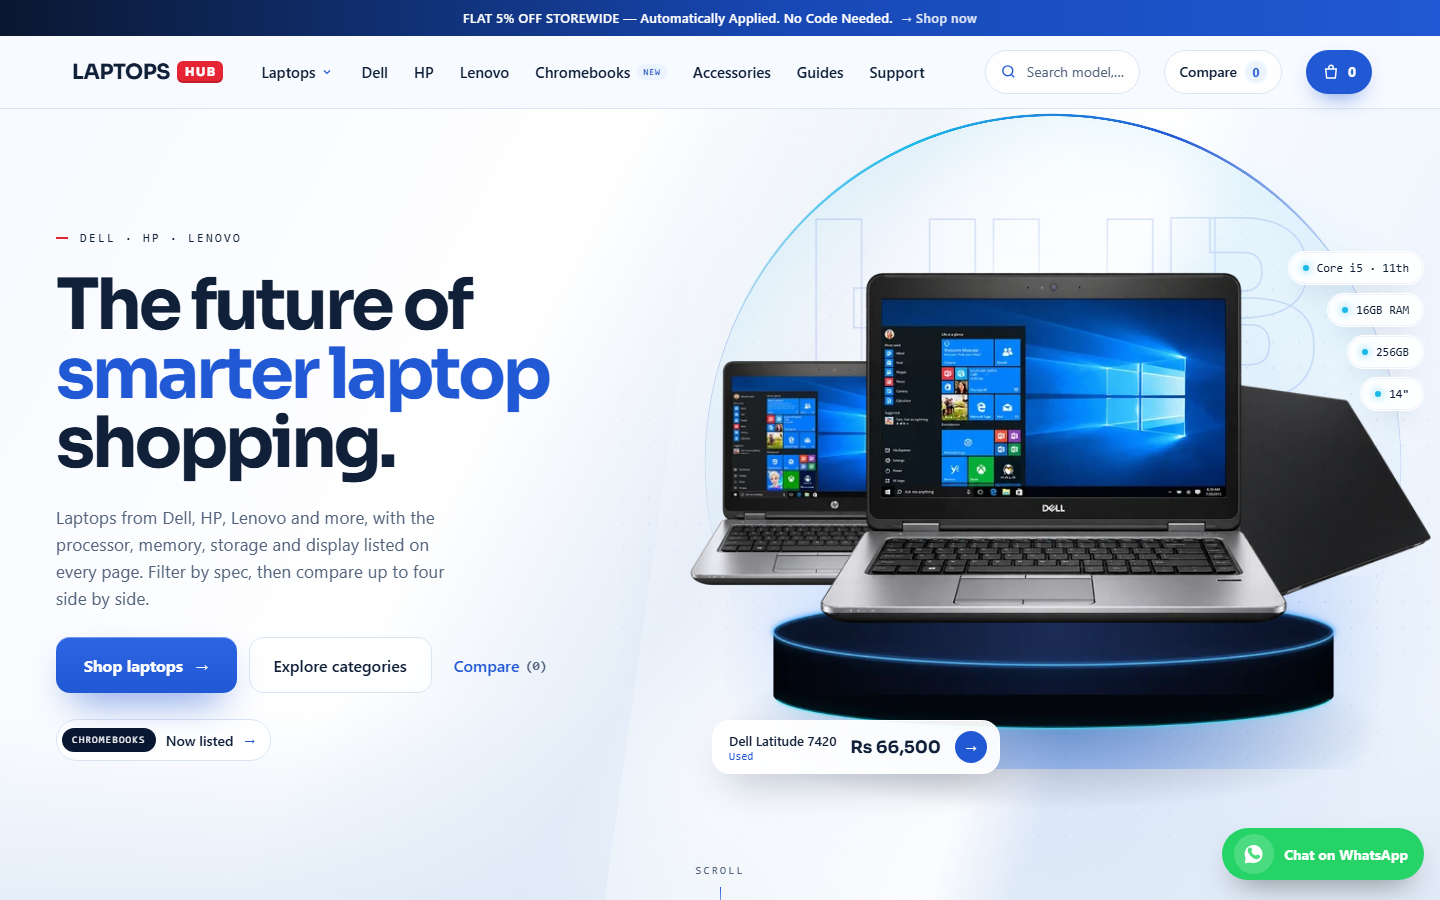 FLAT 5% OFF STOREWIDE — Automatically Applied. No Code Needed. → Shop now
LAPTOPS HUB
Laptops
Dell
HP
Lenovo
Chromebooks NEW
Accessories
Guides
Support
Search model,...
Compare 0
0
DELL · HP · LENOVO
The future of
smarter laptop
shopping.
Laptops from Dell, HP, Lenovo and more, with the
processor, memory, storage and display listed on
every page. Filter by spec, then compare up to four
side by side.
Shop laptops →
Explore categories
Compare (0)
CHROMEBOOKS Now listed →
HUB
Core i5 · 11th
16GB RAM
256GB
14"
DELL
Dell Latitude 7420
Used
Rs 66,500
→
SCROLL
Chat on WhatsApp